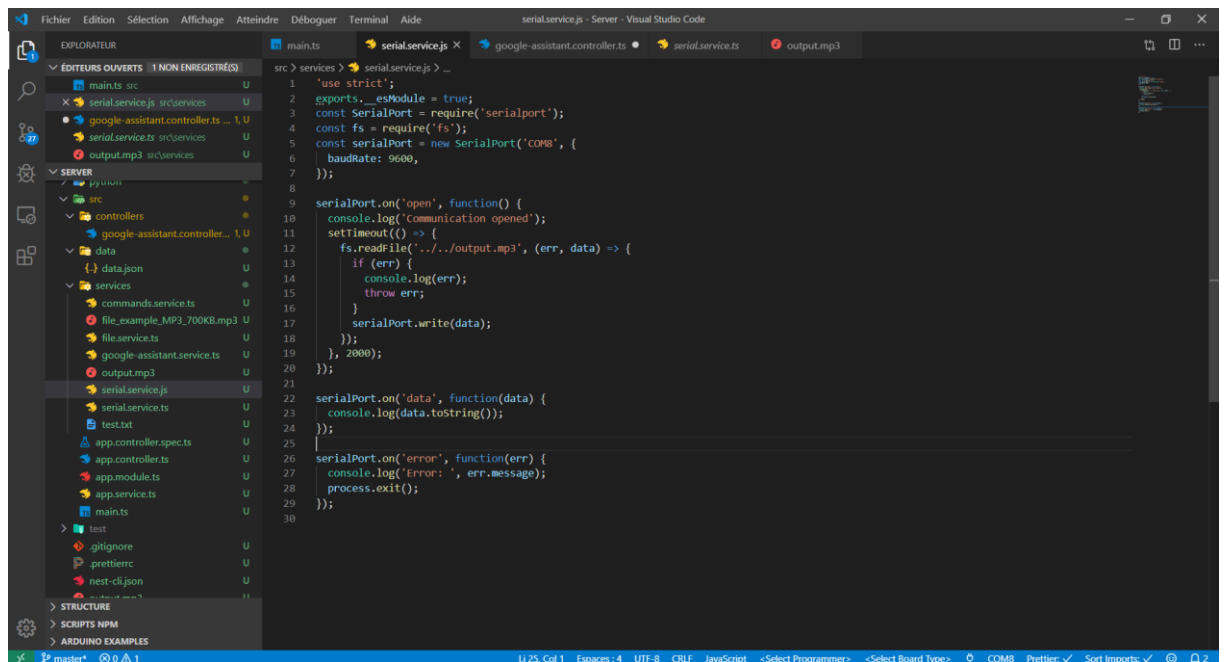 Fichier Edition Sélection Affichage Atteindre Déboguer Terminal Aide serial.service.js - Server - Visual Studio Code
EXPLORATEUR
ÉDITEURS OUVERTS 1 NON ENREGISTRÉ(S)
main.ts src U
serial.service.js src\services U
google-assistant.controller.ts ... 1, U
serial.service.ts src\services U
output.mp3 src\services U
SERVER
python
src
controllers
google-assistant.controller... 1, U
data
data.json U
services
commands.service.ts U
file_example_MP3_700KB.mp3 U
file.service.ts U
google-assistant.service.ts U
output.mp3 U
serial.service.js U
serial.service.ts U
test.txt U
app.controller.spec.ts U
app.controller.ts U
app.module.ts U
app.service.ts U
main.ts U
test
.gitignore U
.prettierrc U
nest-cli.json U
output.mp3 U
STRUCTURE
SCRIPTS NPM
ARDUINO EXAMPLES
1
27
main.ts serial.service.js google-assistant.controller.ts serial.service.ts output.mp3
src > services > serial.service.js > ...
1 'use strict';
2 exports.__esModule = true;
3 const SerialPort = require('serialport');
4 const fs = require('fs');
5 const serialPort = new SerialPort('COM8', {
6 baudRate: 9600,
7 });
8
9 serialPort.on('open', function() {
10 console.log('Communication opened');
11 setTimeout(() => {
12 fs.readFile('../../output.mp3', (err, data) => {
13 if (err) {
14 console.log(err);
15 throw err;
16 }
17 serialPort.write(data);
18 });
19 }, 2000);
20 });
21
22 serialPort.on('data', function(data) {
23 console.log(data.toString());
24 });
25
26 serialPort.on('error', function(err) {
27 console.log('Error: ', err.message);
28 process.exit();
29 });
30
master* 0 1 Li 25, Col 1 Espaces : 4 UTF-8 CRLF JavaScript <Select Programmer> <Select Board Type> COM8 Prettier: ✓ Sort Imports: ✓ 2